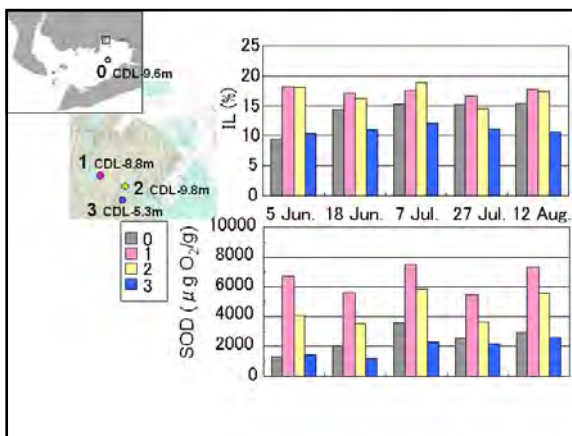 0 CDL-9.6m
1 CDL-8.8m
2 CDL-9.8m
3 CDL-5.3m
0
1
2
3
IL (%)
25
20
15
10
5
0
5 Jun. 18 Jun. 7 Jul. 27 Jul. 12 Aug.
SOD (μg O₂/g)
10000
8000
6000
4000
2000
0